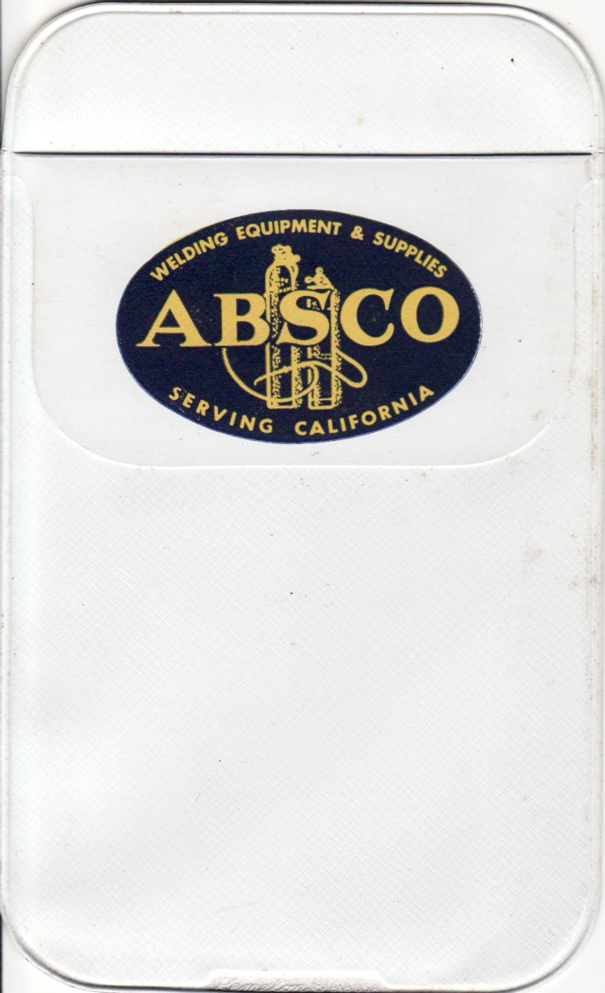 WELDING EQUIPMENT & SUPPLIES
ABSCO
SERVING CALIFORNIA